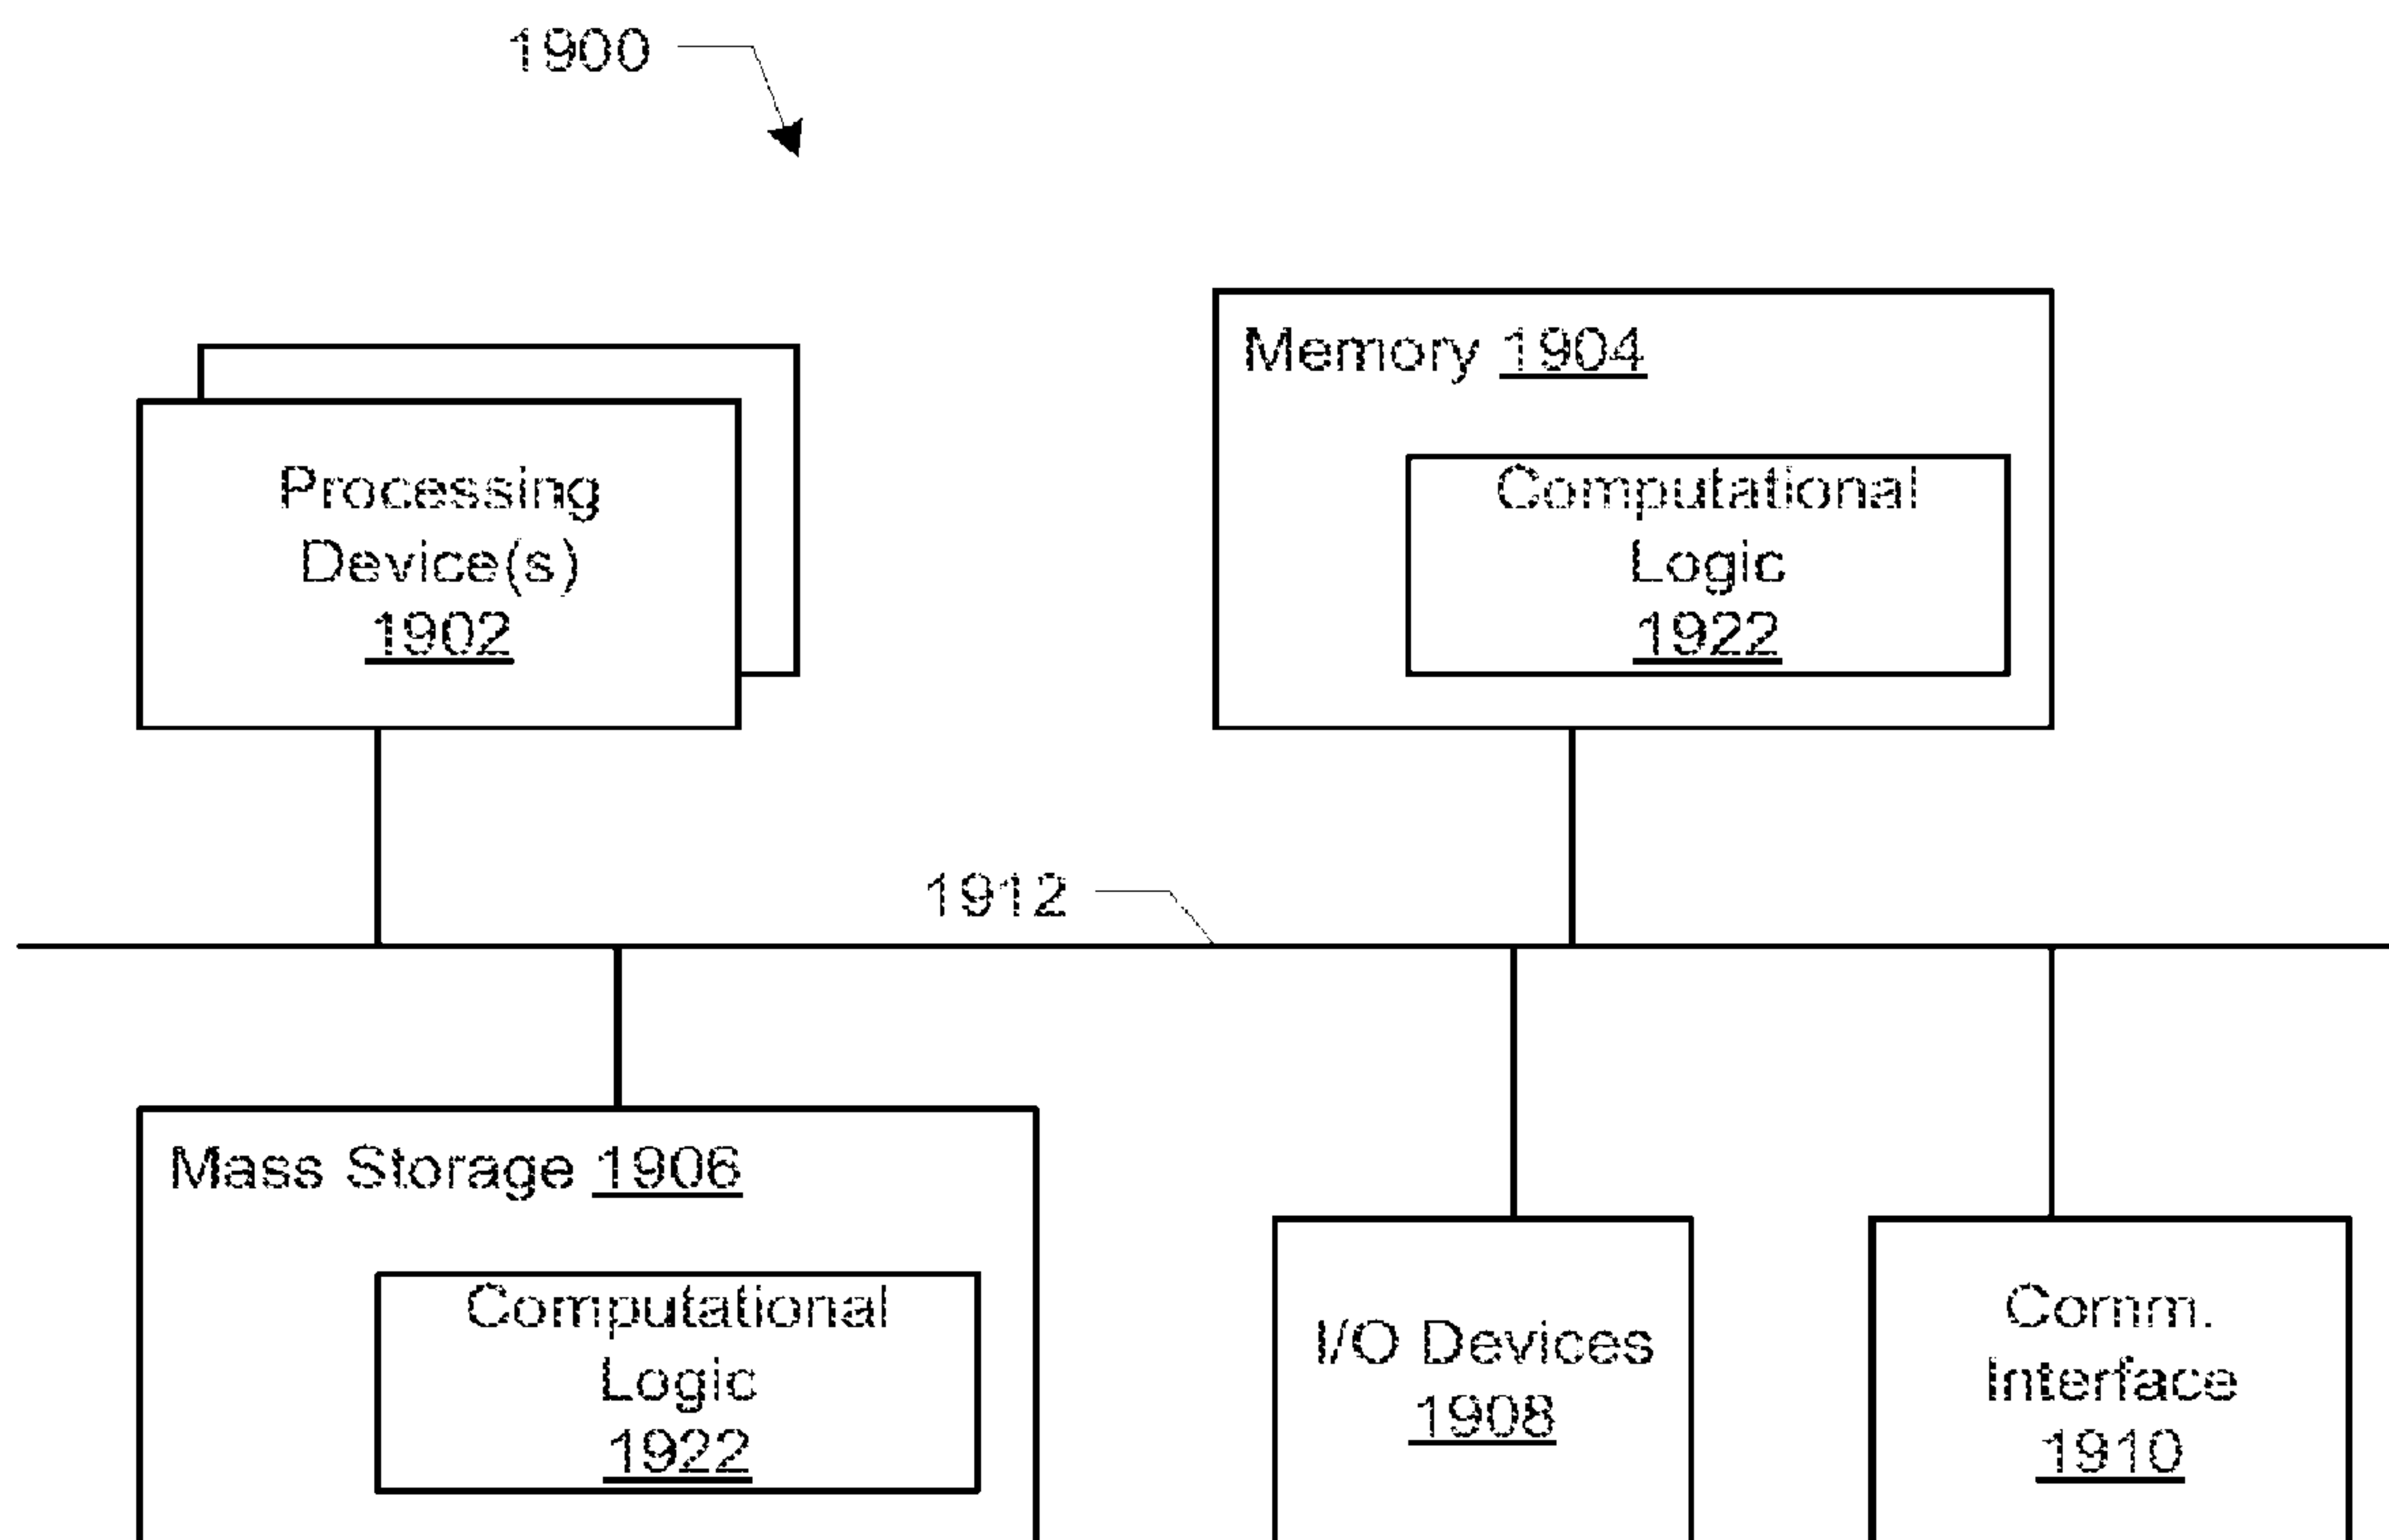 1900
Memory 1904
Processing
Device(s)
1902
Computational
Logic
1922
1912
Mass Storage 1906
Computational
Logic
1922
I/O Devices
1908
Comm.
Interface
1910